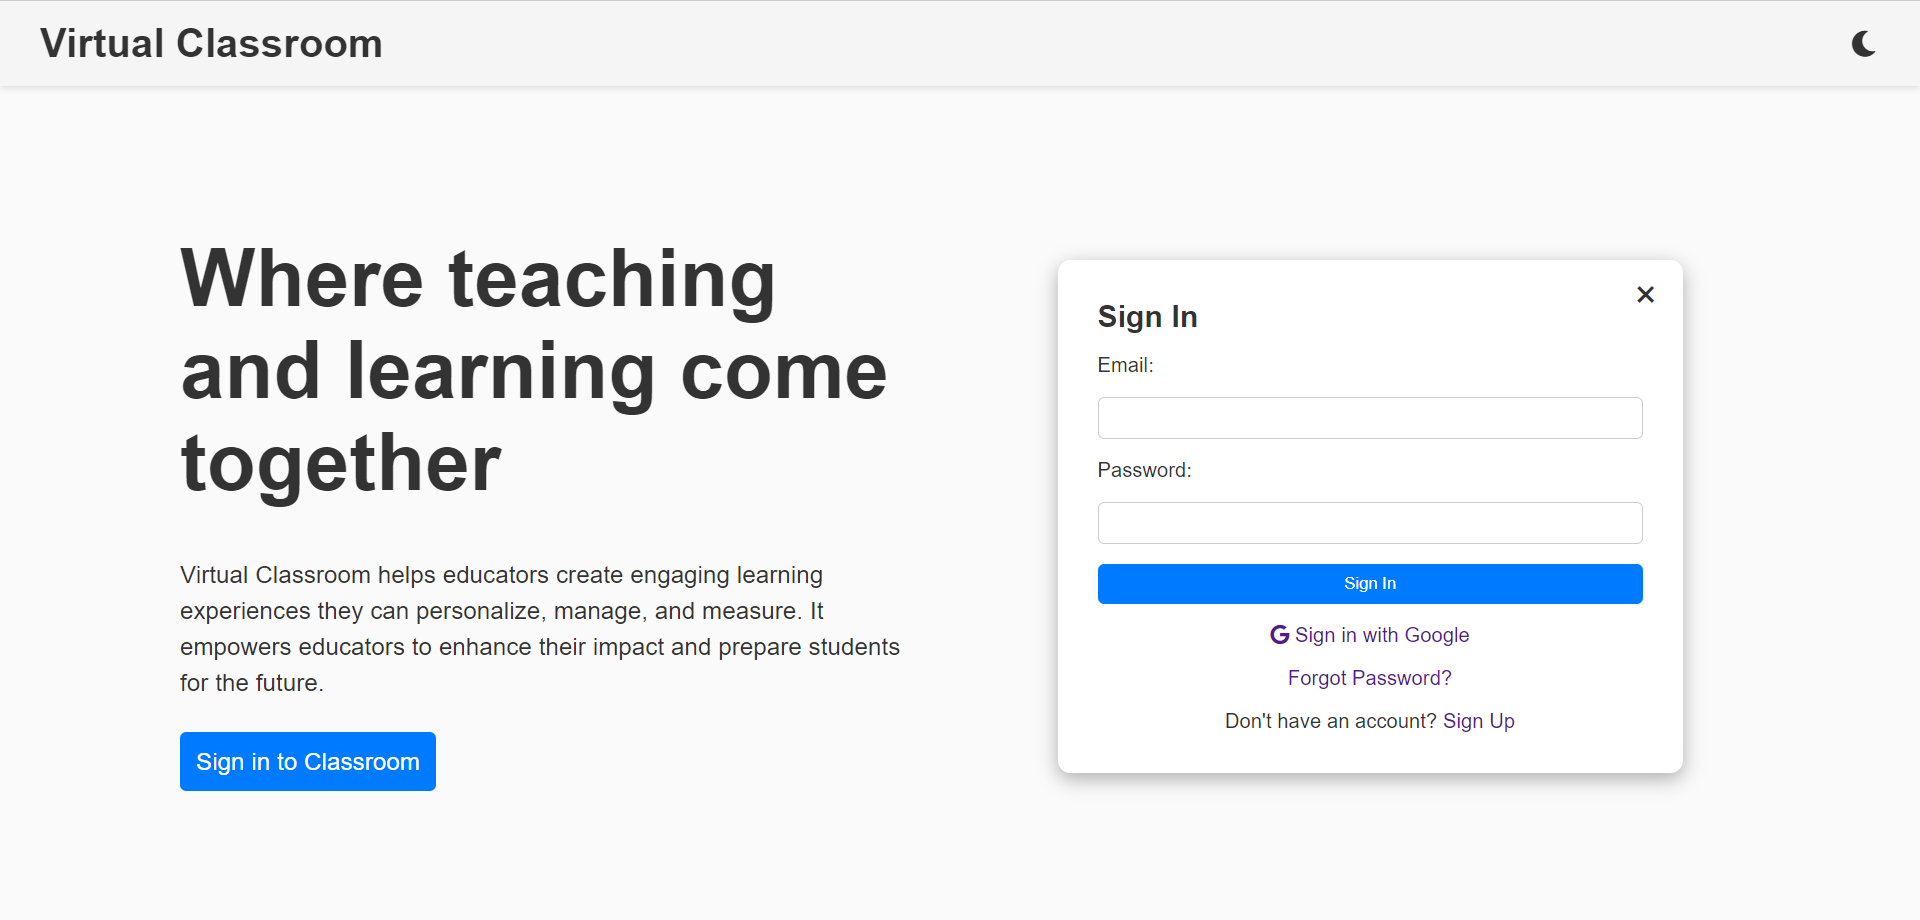 Virtual Classroom
Where teaching
and learning come
together
Virtual Classroom helps educators create engaging learning
experiences they can personalize, manage, and measure. It
empowers educators to enhance their impact and prepare students
for the future.
Sign in to Classroom
Sign In
Email:
Password:
Sign In
Sign in with Google
Forgot Password?
Don't have an account? Sign Up